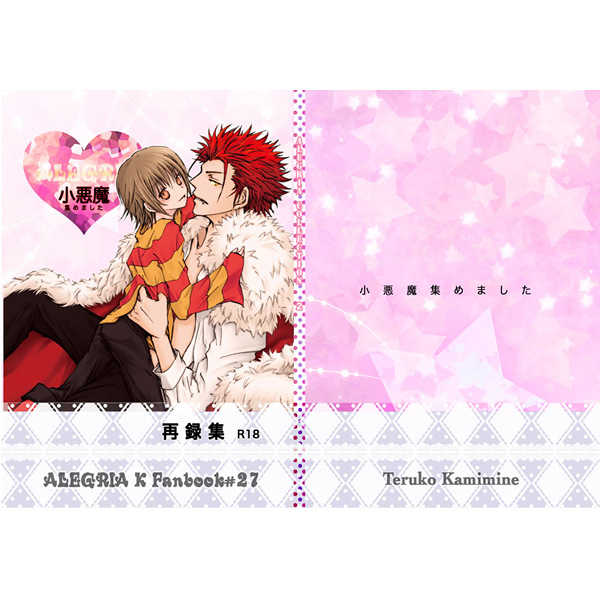 ALEGR
小悪魔
集めました
再録集 R18
ALEGRIA K Fanbook#27
小悪魔集めました
Teruko Kamimine